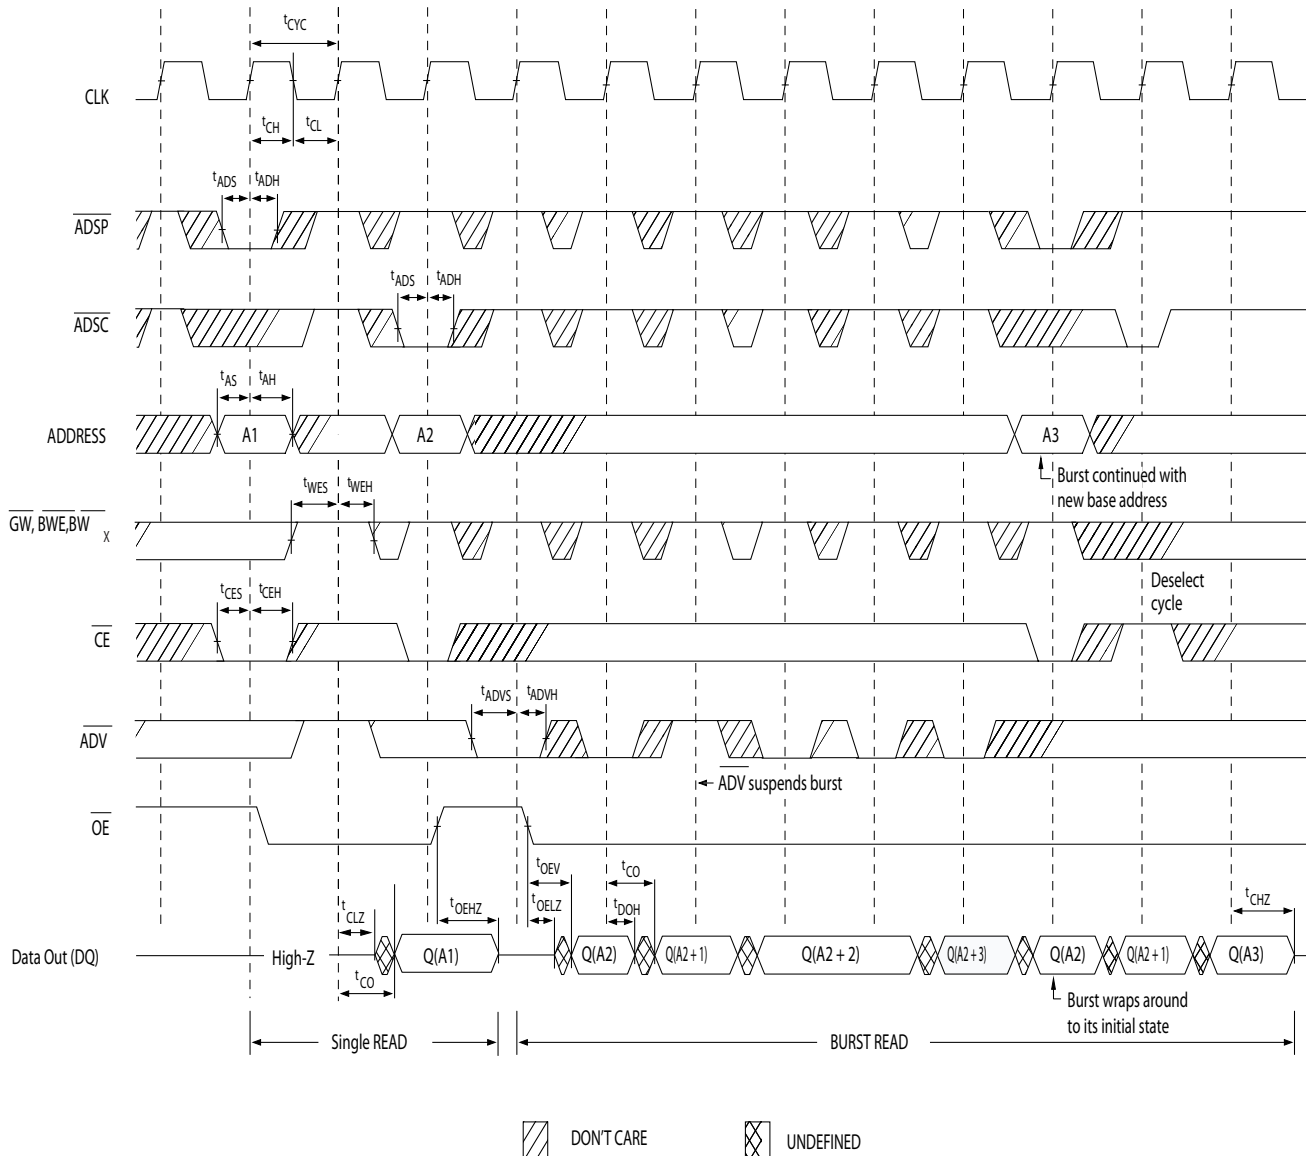 tCYC
CLK
tCH
tCL
tADS
tADH
ADSP
tADS
tADH
ADSC
tAS
tAH
ADDRESS
A1
A2
A3
Burst continued with
new base address
tWES
tWEH
GW, BWE,BW X
Deselect
cycle
tCES
tCEH
CE
tADVS
tADVH
ADV
ADV suspends burst
OE
tOEV
tCO
tCLZ
tOEHZ
tOELZ
tDOH
tCHZ
Data Out (DQ)
High-Z
Q(A1)
Q(A2)
Q(A2 + 1)
Q(A2 + 2)
Q(A2 + 3)
Q(A2)
Q(A2 + 1)
Q(A3)
tCO
Burst wraps around
to its initial state
Single READ
BURST READ
DON'T CARE
UNDEFINED